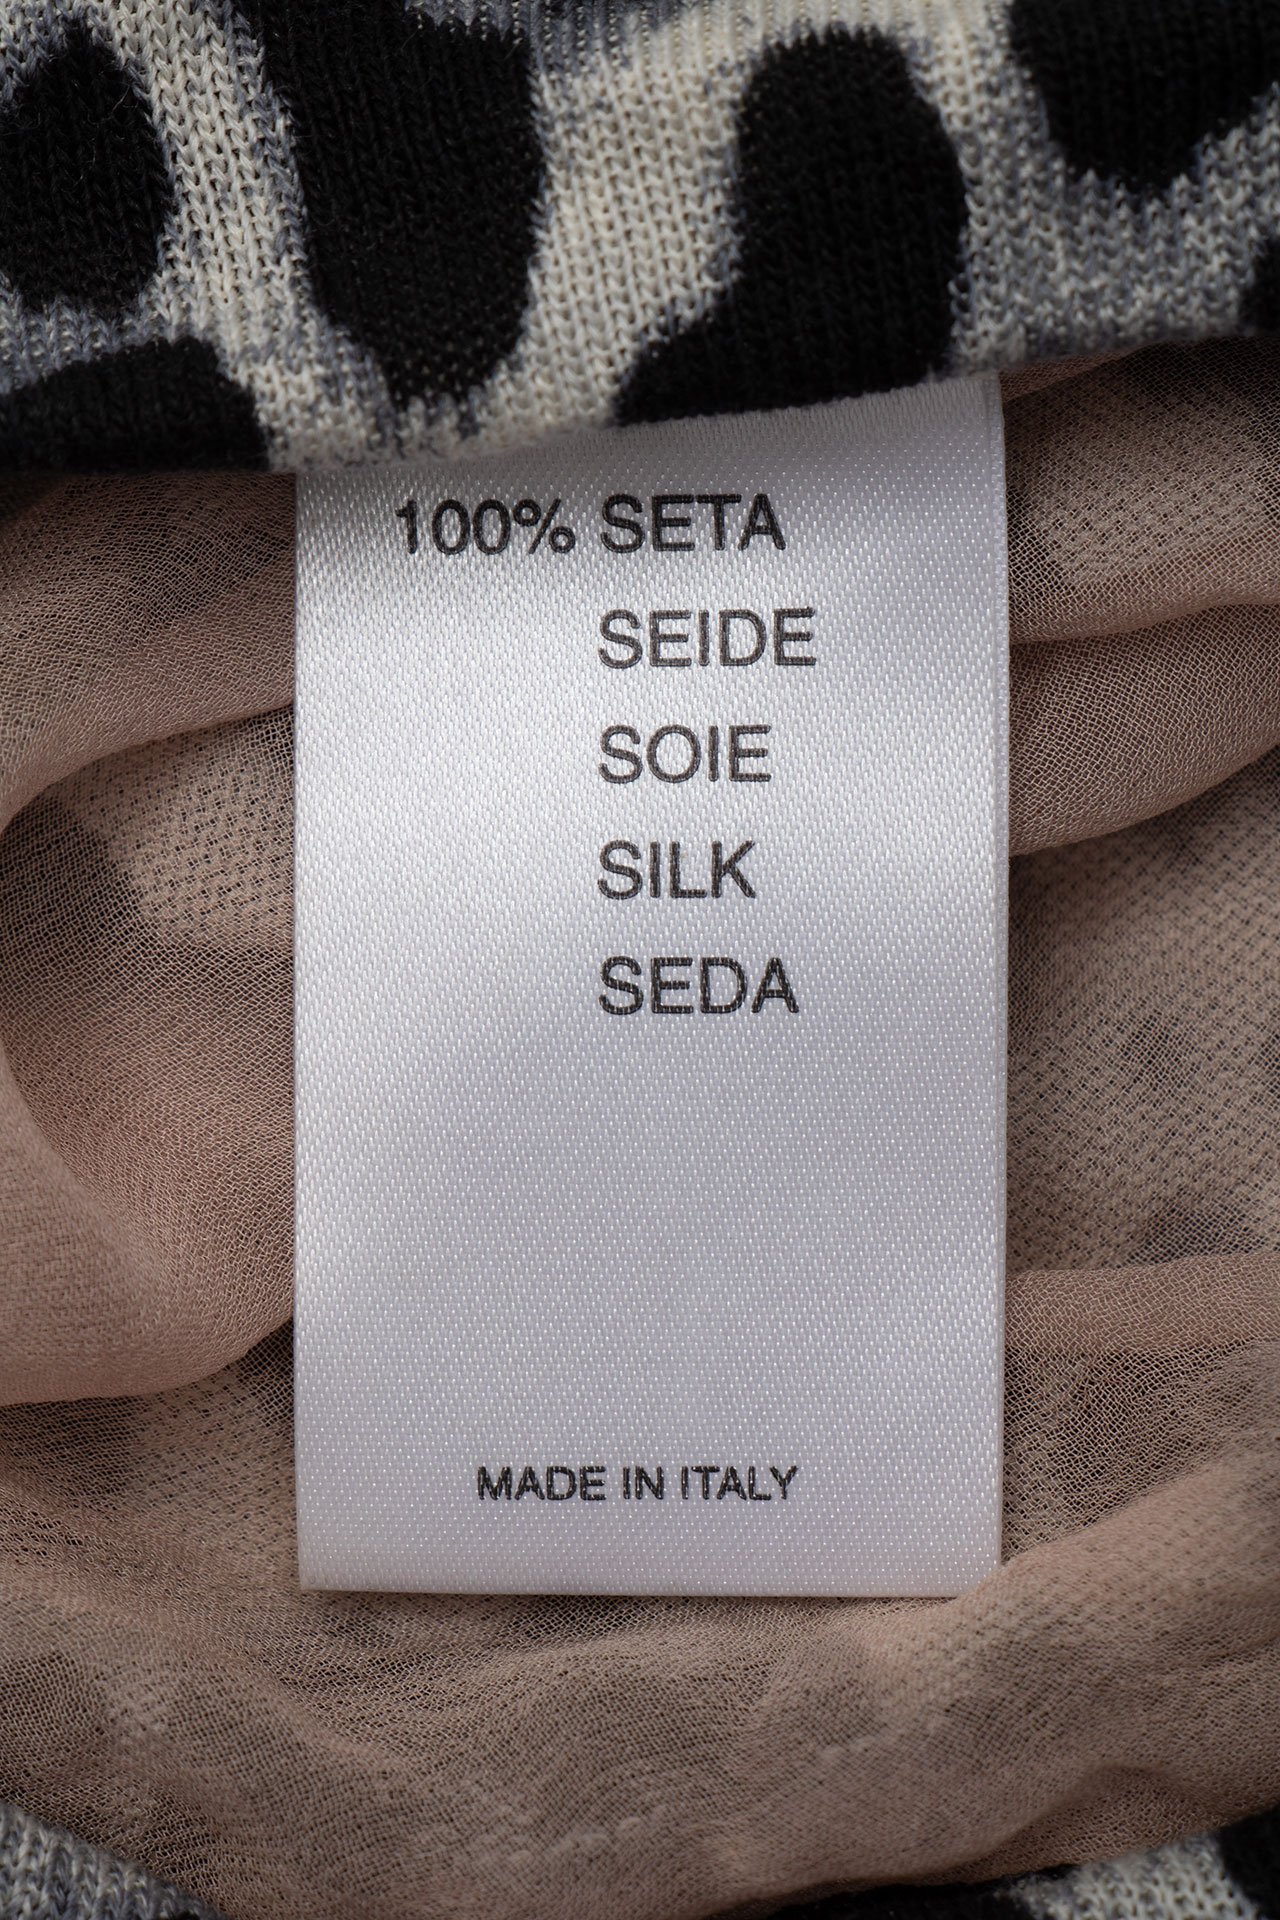 100% SETA
SEIDE
SOIE
SILK
SEDA
MADE IN ITALY